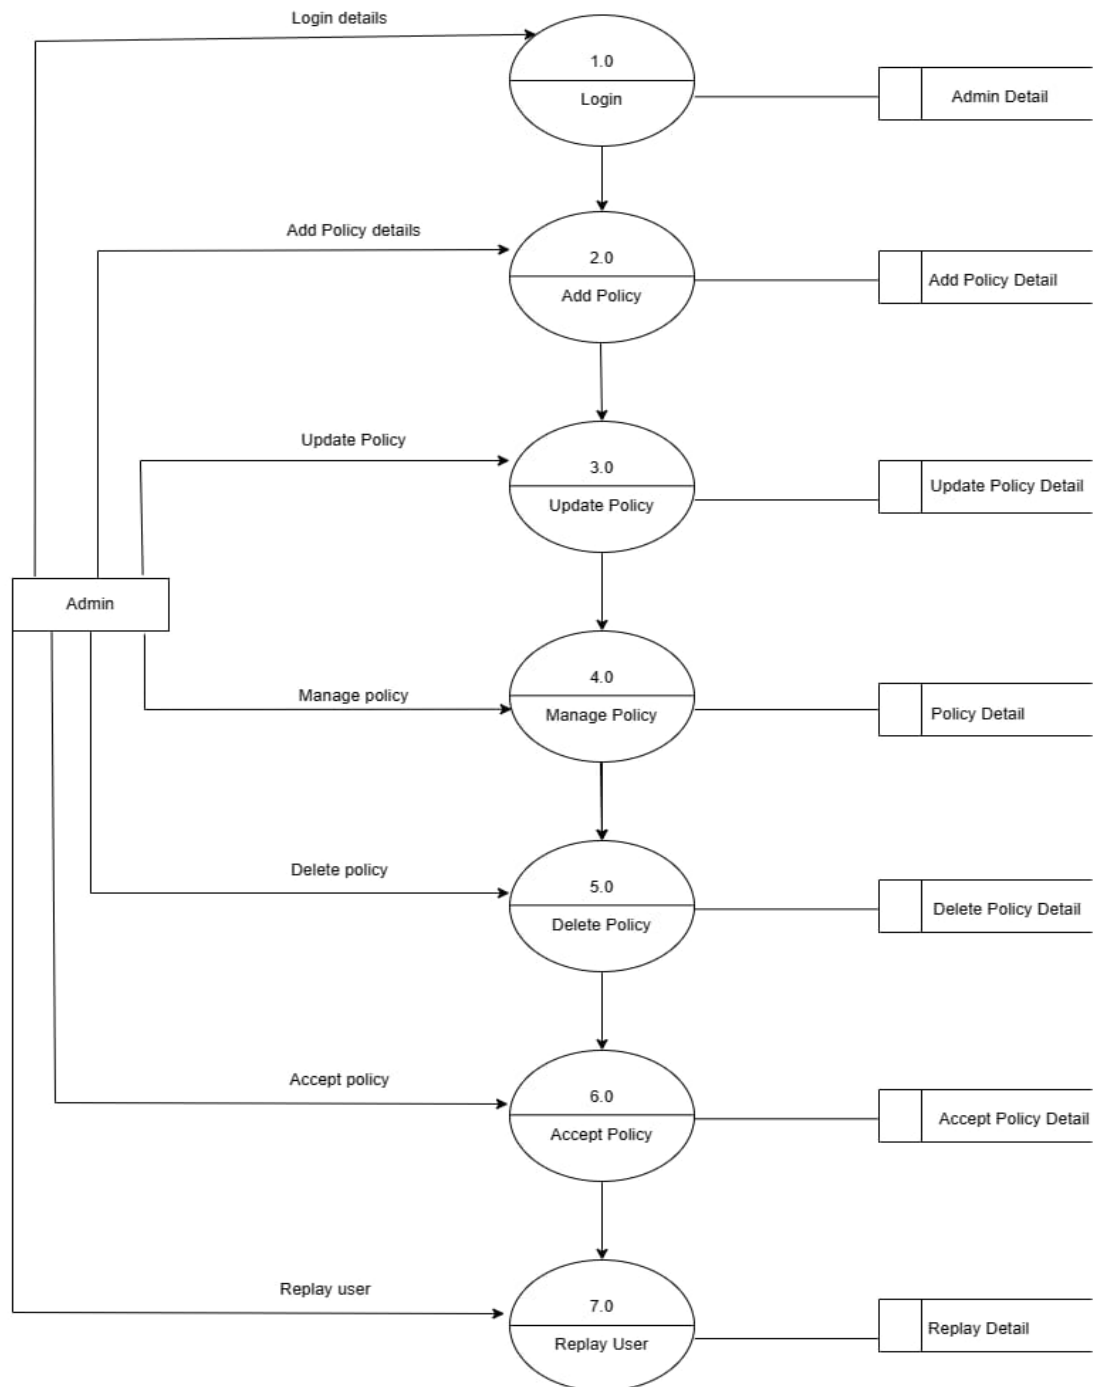 Login details
1.0
Login
Admin Detail
Add Policy details
2.0
Add Policy
Add Policy Detail
Update Policy
3.0
Update Policy
Update Policy Detail
Admin
Manage policy
4.0
Manage Policy
Policy Detail
Delete policy
5.0
Delete Policy
Delete Policy Detail
Accept policy
6.0
Accept Policy
Accept Policy Detail
Replay user
7.0
Replay User
Replay Detail